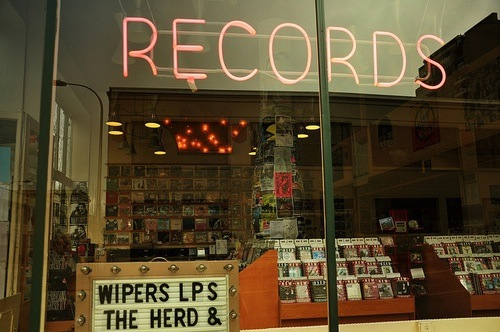 RECORDS
WIPERS LPS
THE HERD &